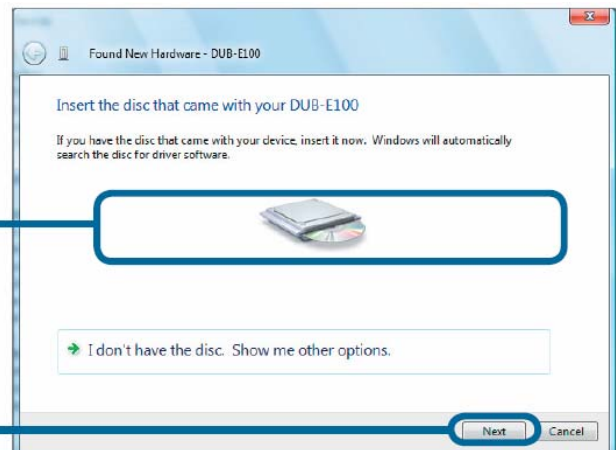 Found New Hardware - DUB-E100
Insert the disc that came with your DUB-E100
If you have the disc that came with your device, insert it now. Windows will automatically
search the disc for driver software.
I don't have the disc. Show me other options.
Next Cancel